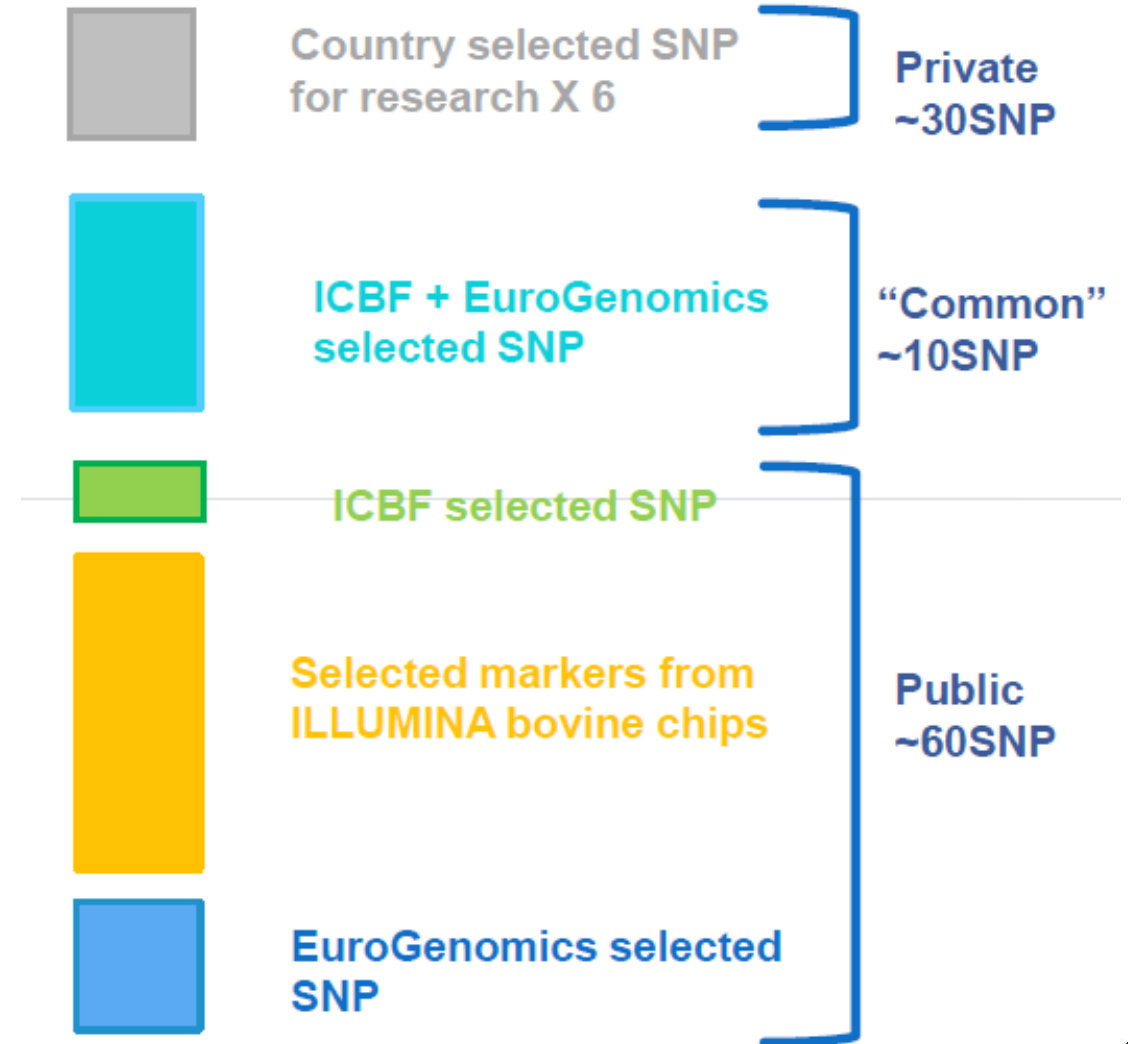 Country selected SNP
for research X 6
Private
~30SNP
ICBF + EuroGenomics
selected SNP
“Common”
~10SNP
ICBF selected SNP
Selected markers from
ILLUMINA bovine chips
Public
~60SNP
EuroGenomics selected
SNP